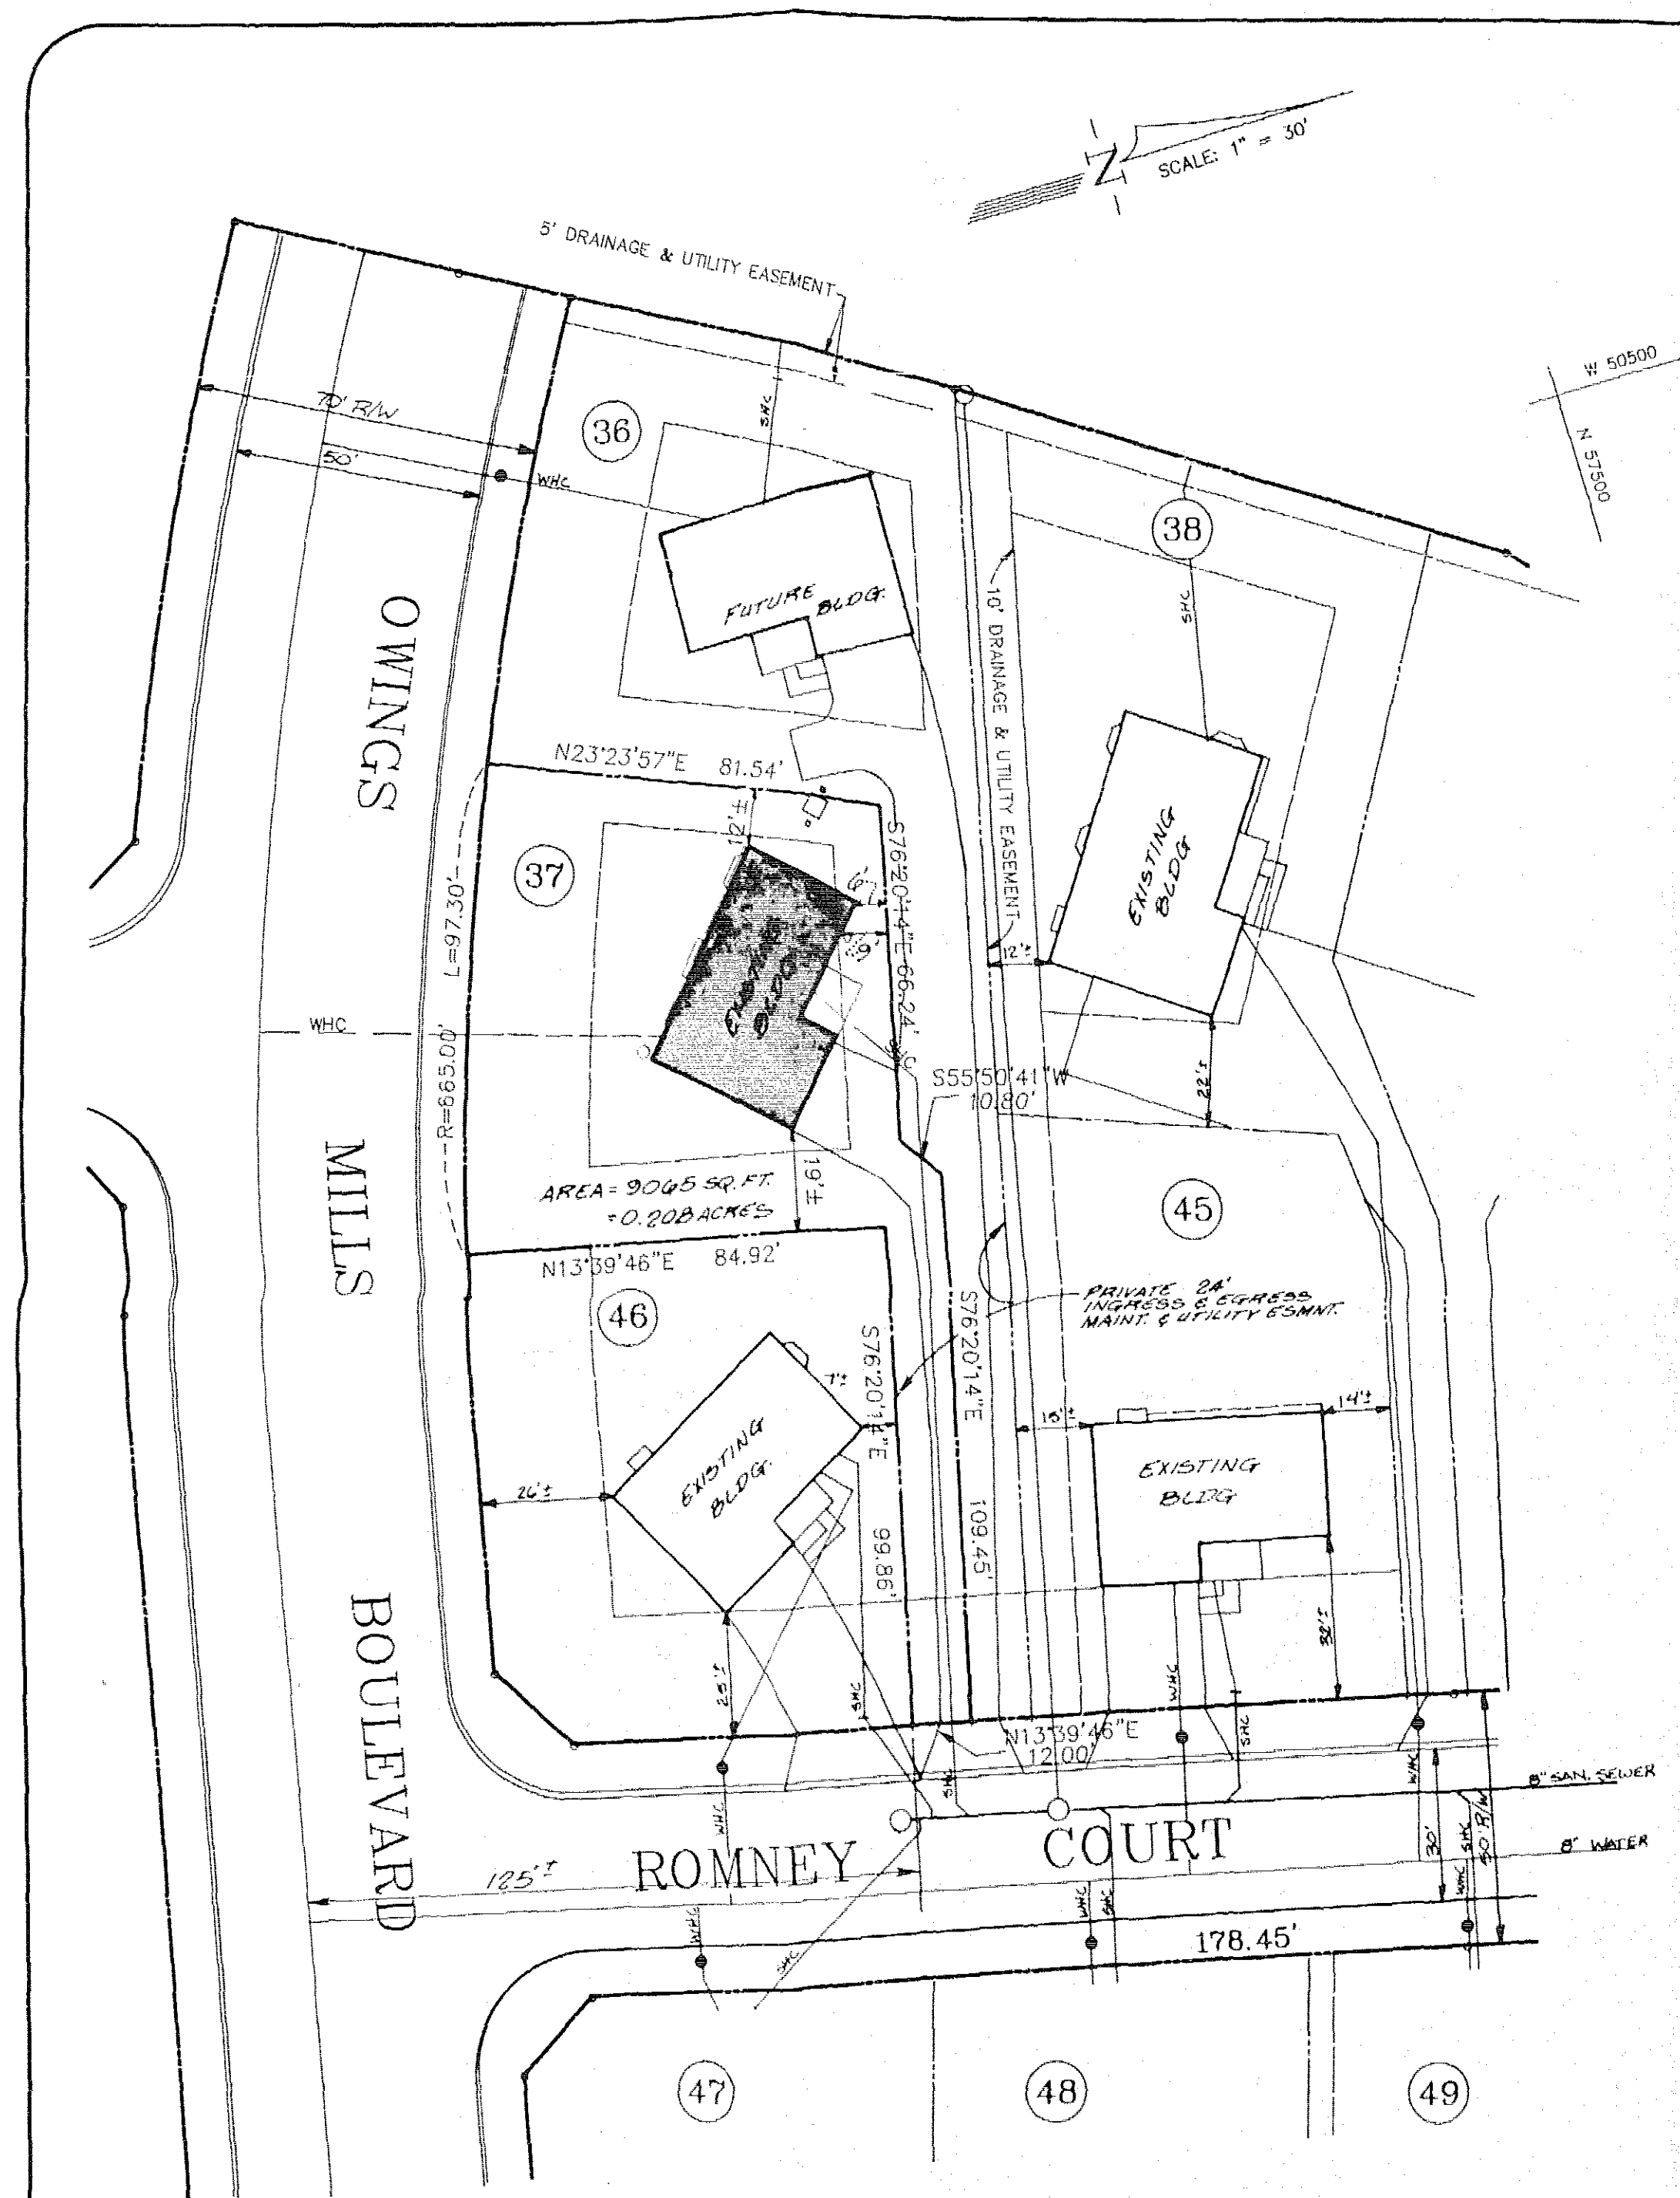 N
SCALE: 1" = 30'
5' DRAINAGE & UTILITY EASEMENT
W 50500
N 57500
70' R/W
50'
WHC
36
SHC
FUTURE
BLDG.
38
SHC
10' DRAINAGE & UTILITY EASEMENT
OWINGS
MILLS
BOULEVARD
N23°23'57"E 81.54'
12'±
37
L=97.30'
R=665.00'
S76°20'14"E 66.24'
EXISTING
BLDG
EXISTING
BLDG
12'±
WHC
S55°50'41"W
10.80'
22'±
19'±
AREA = 9065 SQ. FT.
= 0.208 ACRES
N13°39'46"E 84.92'
45
46
PRIVATE 24'
INGRESS & EGRESS
MAINT. & UTILITY ESMNT.
S76°20'14"E 99.86'
S76°20'14"E 109.45'
7'±
EXISTING
BLDG.
26'±
15'±
14'±
EXISTING
BLDG
32'±
25'±
SHC
WHC
SHC
N13°39'46"E
12.00'
WHC
SHC
WHC
8" SAN. SEWER
8" WATER
30'
50' R/W
WHC
SHC
125'±
ROMNEY COURT
WHC
SHC
WHC
SHC
178.45'
47
48
49